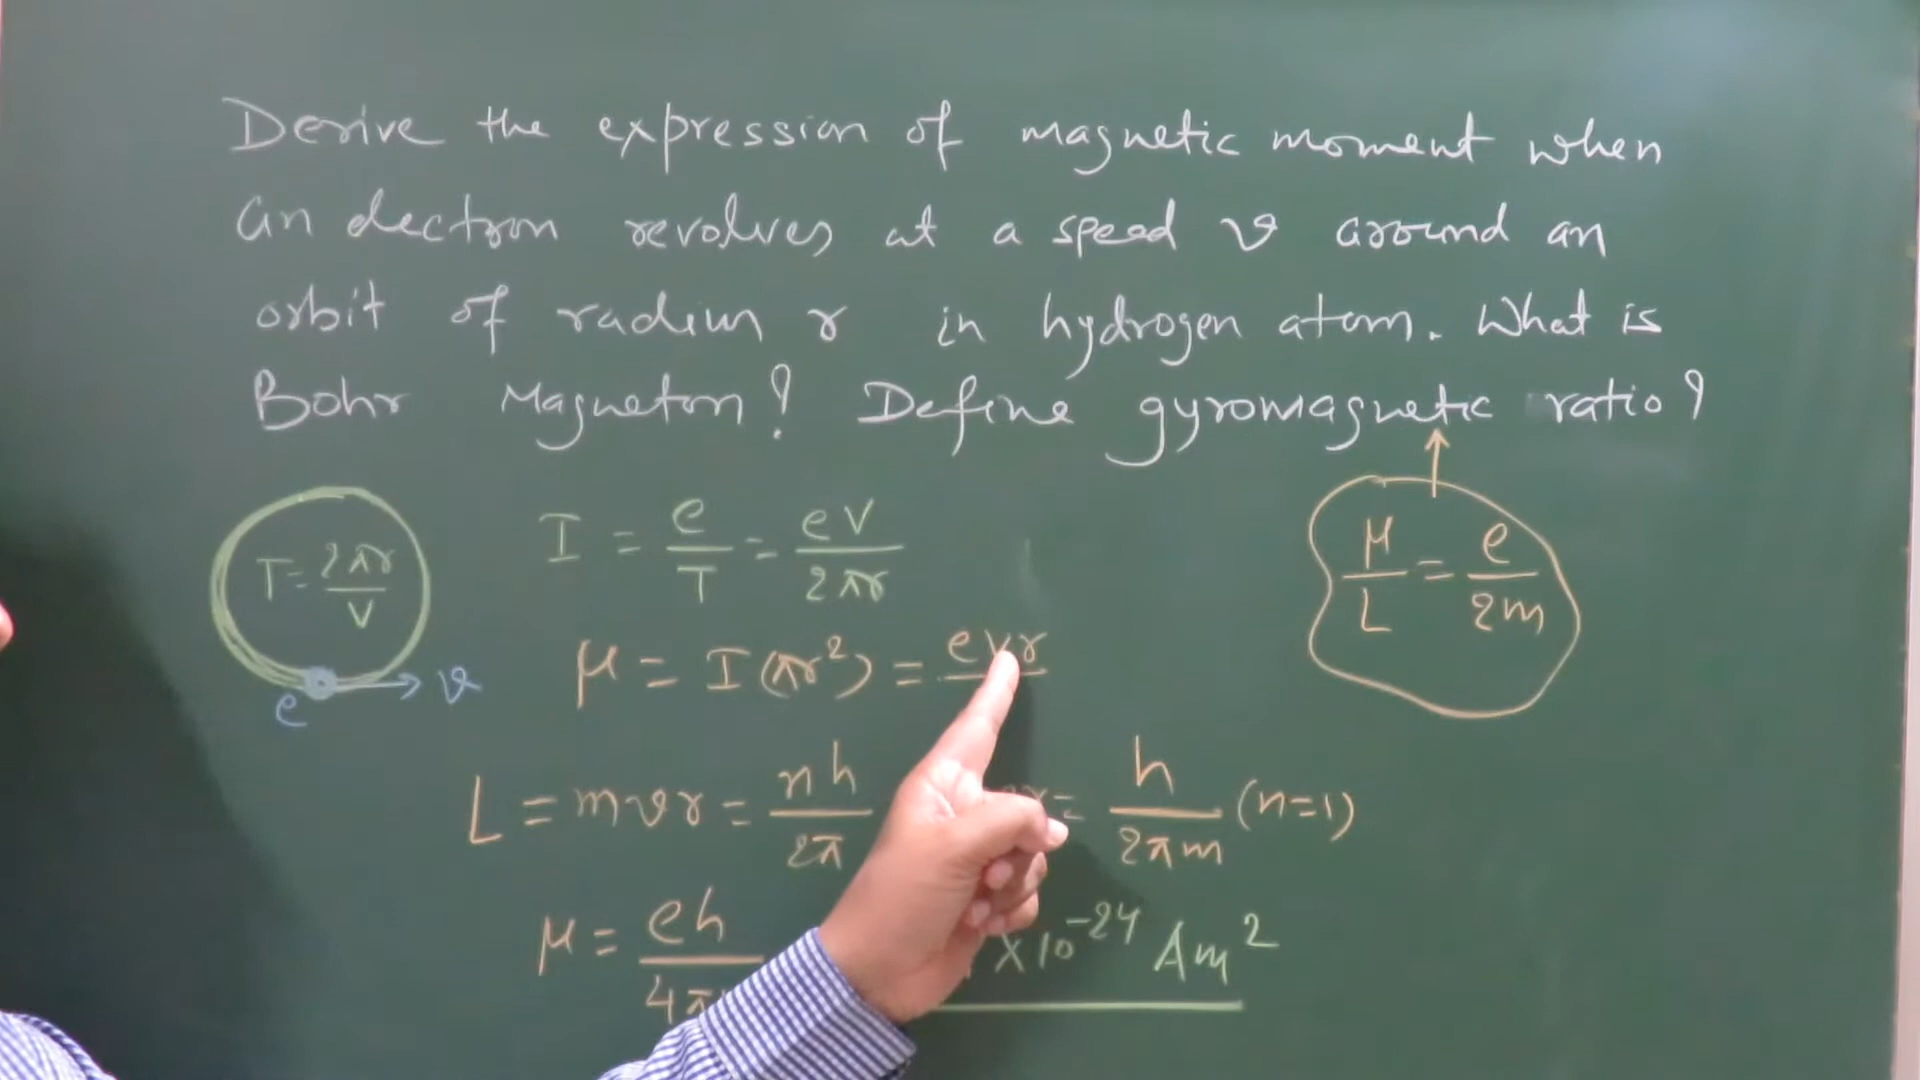 Derive the expression of magnetic moment when
an electron revolves at a speed v around an
orbit of radius r in hydrogen atom. What is
Bohr Magneton? Define gyromagnetic ratio?
T = 2πr/v
e v
I = e/T = ev/2πr
μ = I(πr²) = evr
μ/L = e/2m
L = mvr = nh/2π = h/2πm (n=1)
μ = eh/4π ×10⁻²⁴ Am²